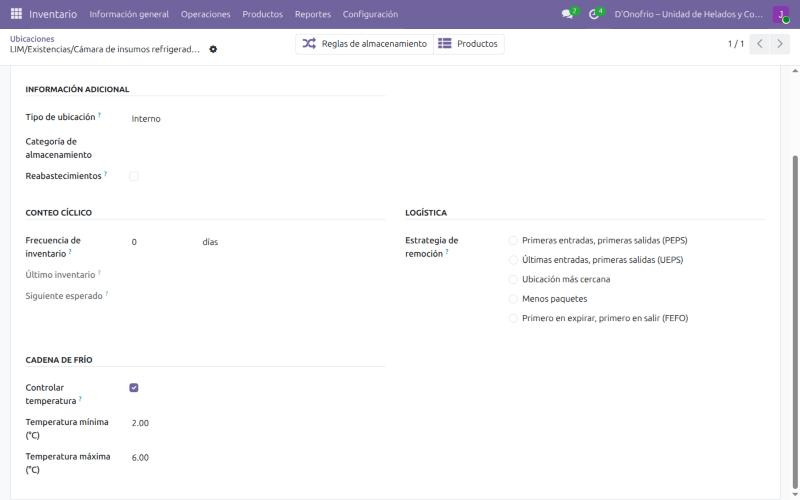 Inventario Información general Operaciones Productos Reportes Configuración 2 4 D'Onofrio – Unidad de Helados y Co... J
Ubicaciones
LIM/Existencias/Cámara de insumos refrigerad...
Reglas de almacenamiento Productos 1 / 1
INFORMACIÓN ADICIONAL
Tipo de ubicación ? Interno
Categoría de
almacenamiento
Reabastecimientos ?
CONTEO CÍCLICO
Frecuencia de
inventario ? 0 días
Último inventario ?
Siguiente esperado ?
LOGÍSTICA
Estrategia de
remoción ?
Primeras entradas, primeras salidas (PEPS)
Últimas entradas, primeras salidas (UEPS)
Ubicación más cercana
Menos paquetes
Primero en expirar, primero en salir (FEFO)
CADENA DE FRÍO
Controlar
temperatura ?
Temperatura mínima
(°C) 2.00
Temperatura máxima
(°C) 6.00